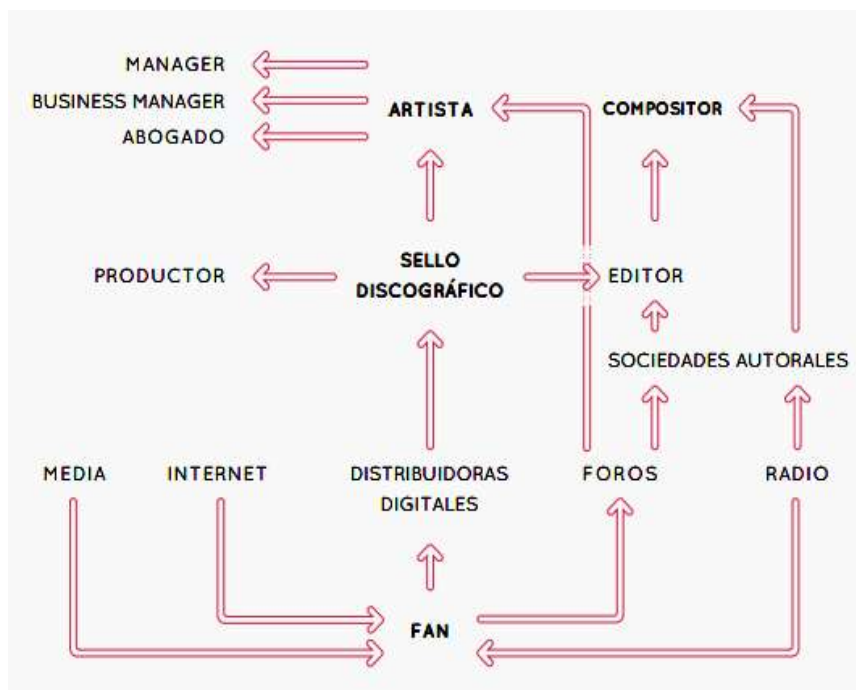 MANAGER
BUSINESS MANAGER
ABOGADO
ARTISTA
COMPOSITOR
PRODUCTOR
SELLO
DISCOGRÁFICO
EDITOR
SOCIEDADES AUTORALES
MEDIA
INTERNET
DISTRIBUIDORAS
DIGITALES
FOROS
RADIO
FAN